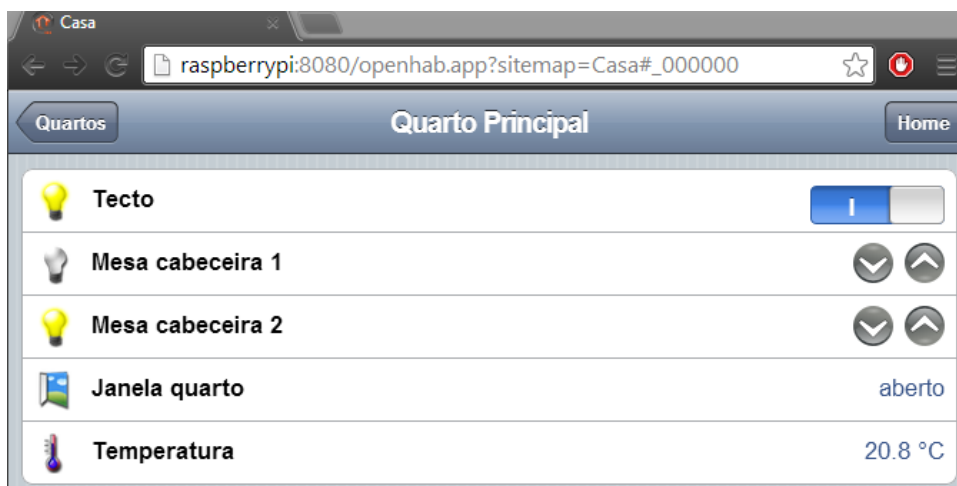 Casa
raspberrypi:8080/openhab.app?sitemap=Casa#_000000
Quartos Quarto Principal Home
Tecto I
Mesa cabeceira 1
Mesa cabeceira 2
Janela quarto aberto
Temperatura 20.8 °C